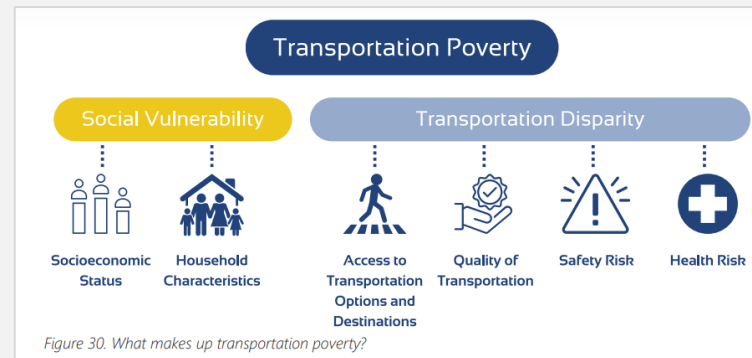 Transportation Poverty
Social Vulnerability
Transportation Disparity
Socioeconomic
Status
Household
Characteristics
Access to
Transportation
Options and
Destinations
Quality of
Transportation
Safety Risk
Health Risk
Figure 30. What makes up transportation poverty?